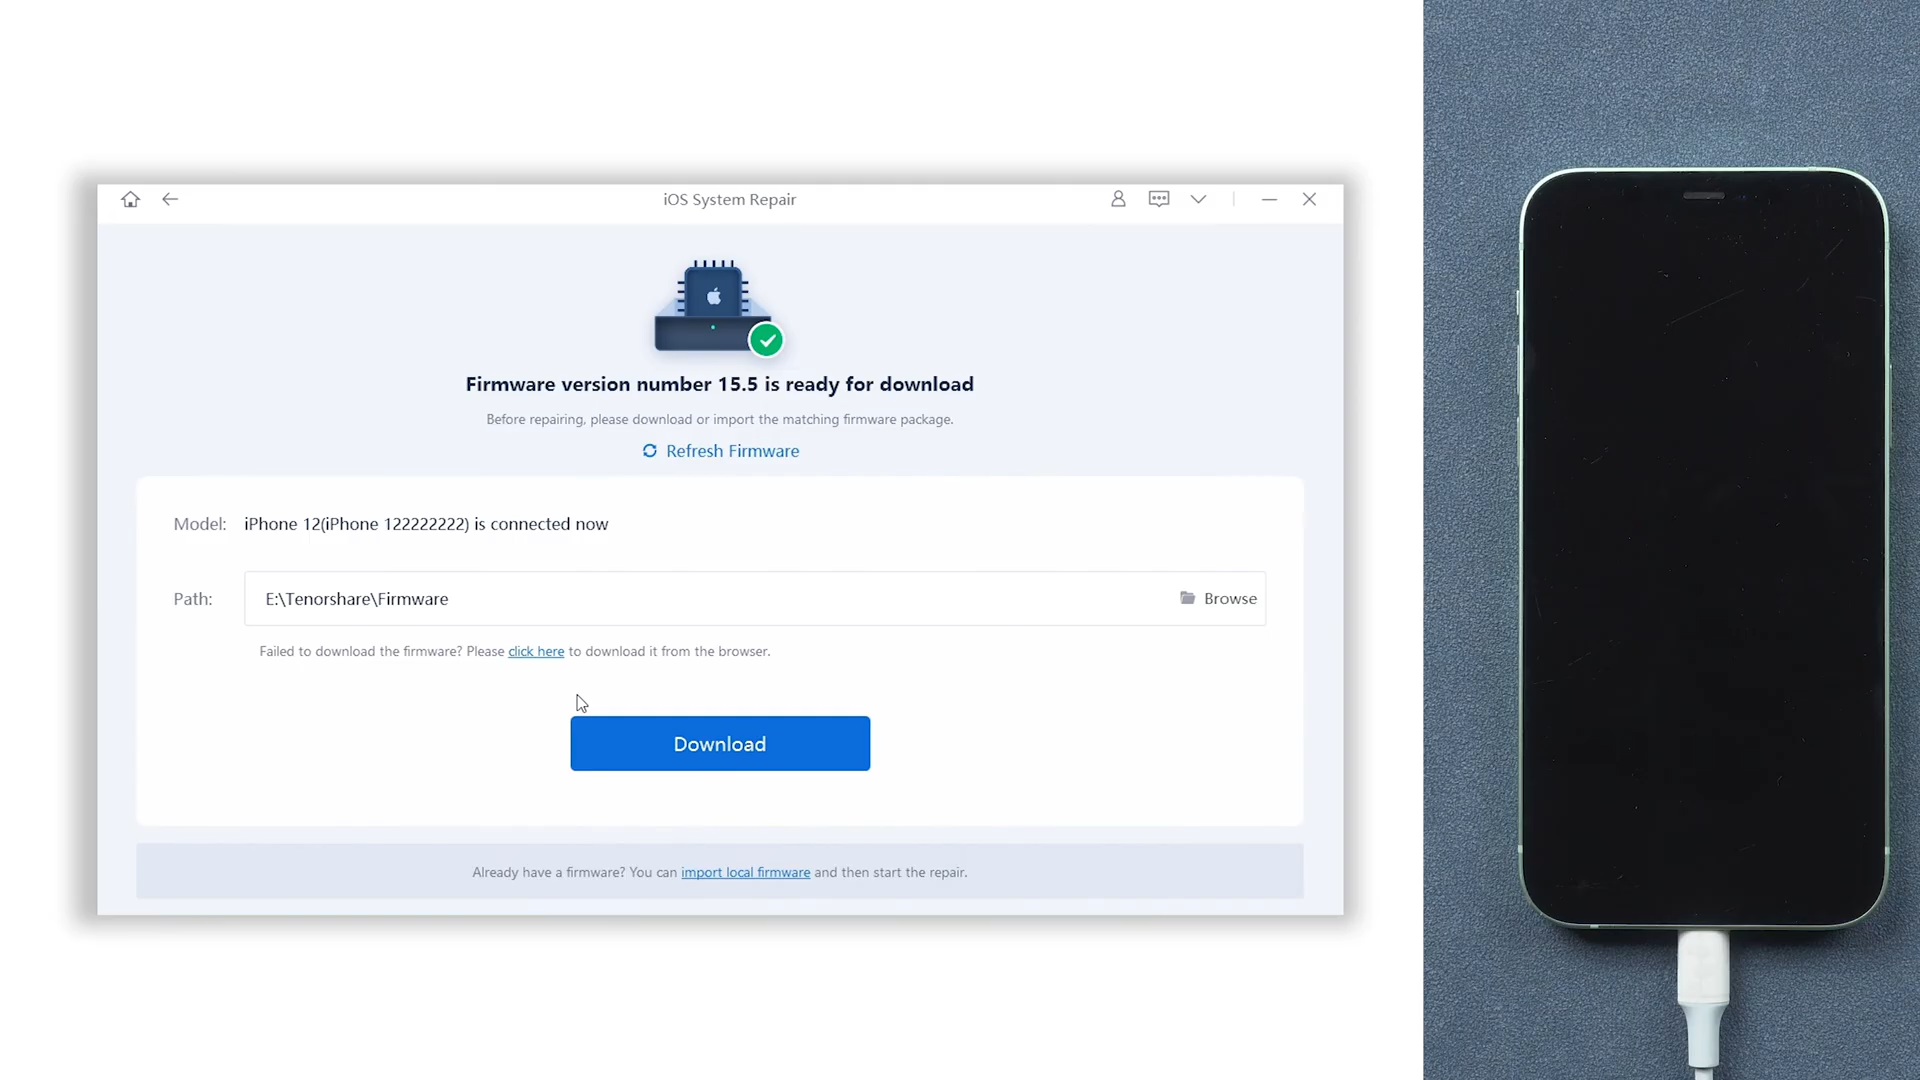 iOS System Repair
Firmware version number 15.5 is ready for download
Before repairing, please download or import the matching firmware package.
Refresh Firmware
Model: iPhone 12(iPhone 122222222) is connected now
Path: E:\Tenorshare\Firmware Browse
Failed to download the firmware? Please click here to download it from the browser.
Download
Already have a firmware? You can import local firmware and then start the repair.